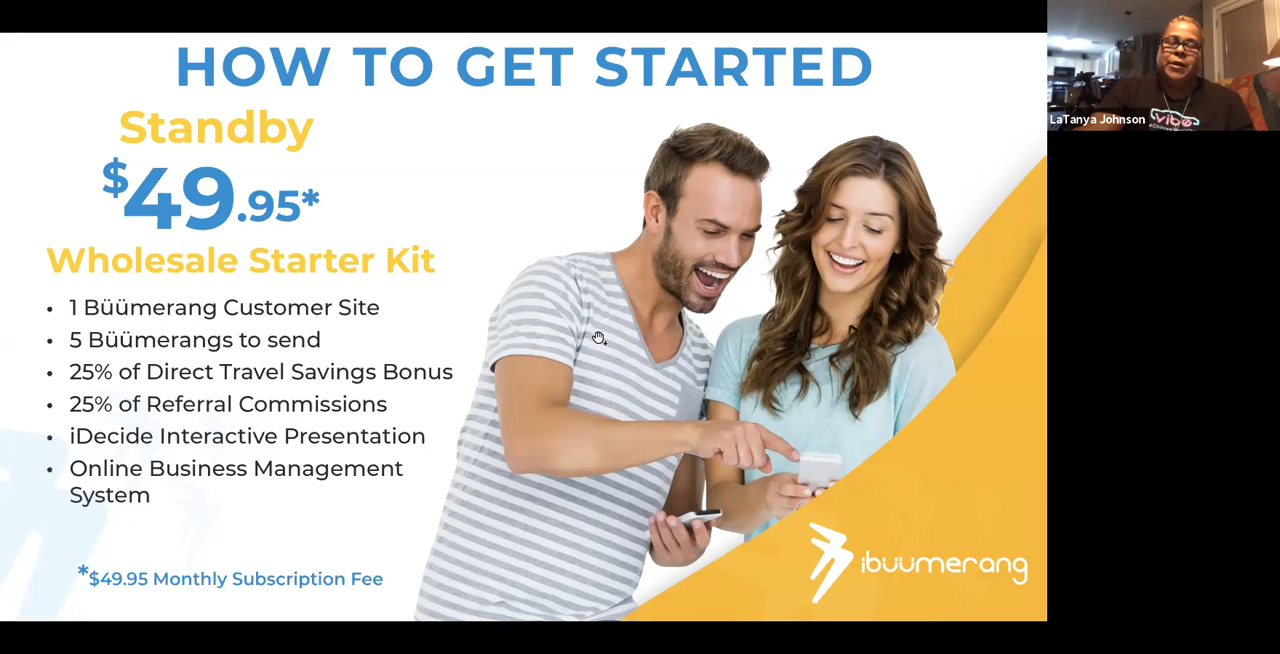 HOW TO GET STARTED
Standby
$49.95*
Wholesale Starter Kit
• 1 Büümerang Customer Site
• 5 Büümerangs to send
• 25% of Direct Travel Savings Bonus
• 25% of Referral Commissions
• iDecide Interactive Presentation
• Online Business Management
System
*$49.95 Monthly Subscription Fee
ibuumerang
LaTanya Johnson
vibe